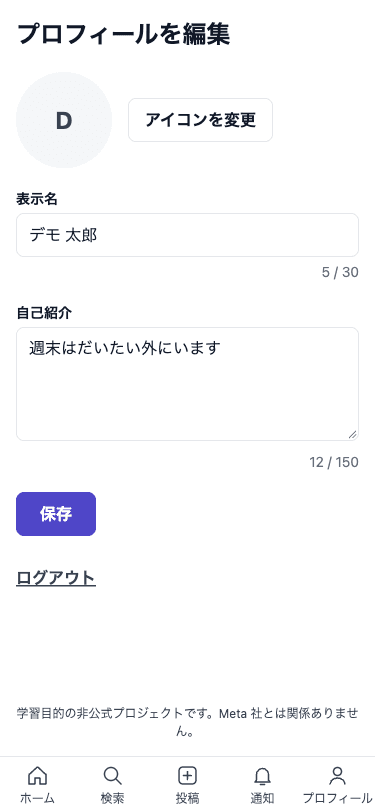 プロフィールを編集
D
アイコンを変更
表示名
デモ 太郎
5 / 30
自己紹介
週末はだいたい外にいます
12 / 150
保存
ログアウト
学習目的の非公式プロジェクトです。Meta 社とは関係ありませ
ん。
ホーム 検索 投稿 通知 プロフィール